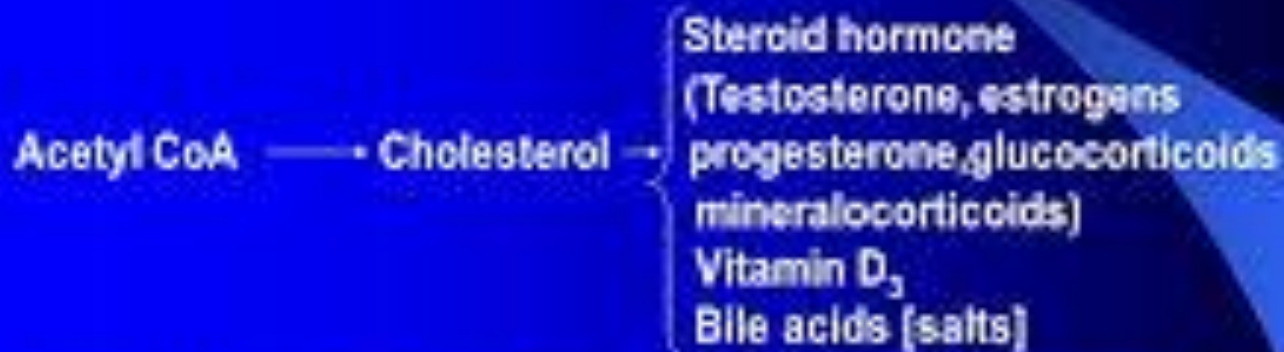 Steroid hormone
(Testosterone, estrogens
Acetyl CoA → Cholesterol → progesterone,glucocorticoids
mineralocorticoids)
Vitamin D₃
Bile acids [salts]